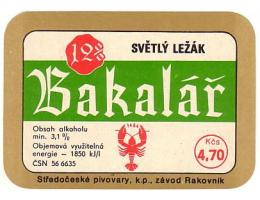 12%
SVĚTLÝ LEŽÁK
Bakalář
Obsah alkoholu
min. 3,1 %
Objemová využitelná
energie – 1850 kJ/l
ČSN 56 6635
Kčs
4,70
Středočeské pivovary, k.p., závod Rakovník